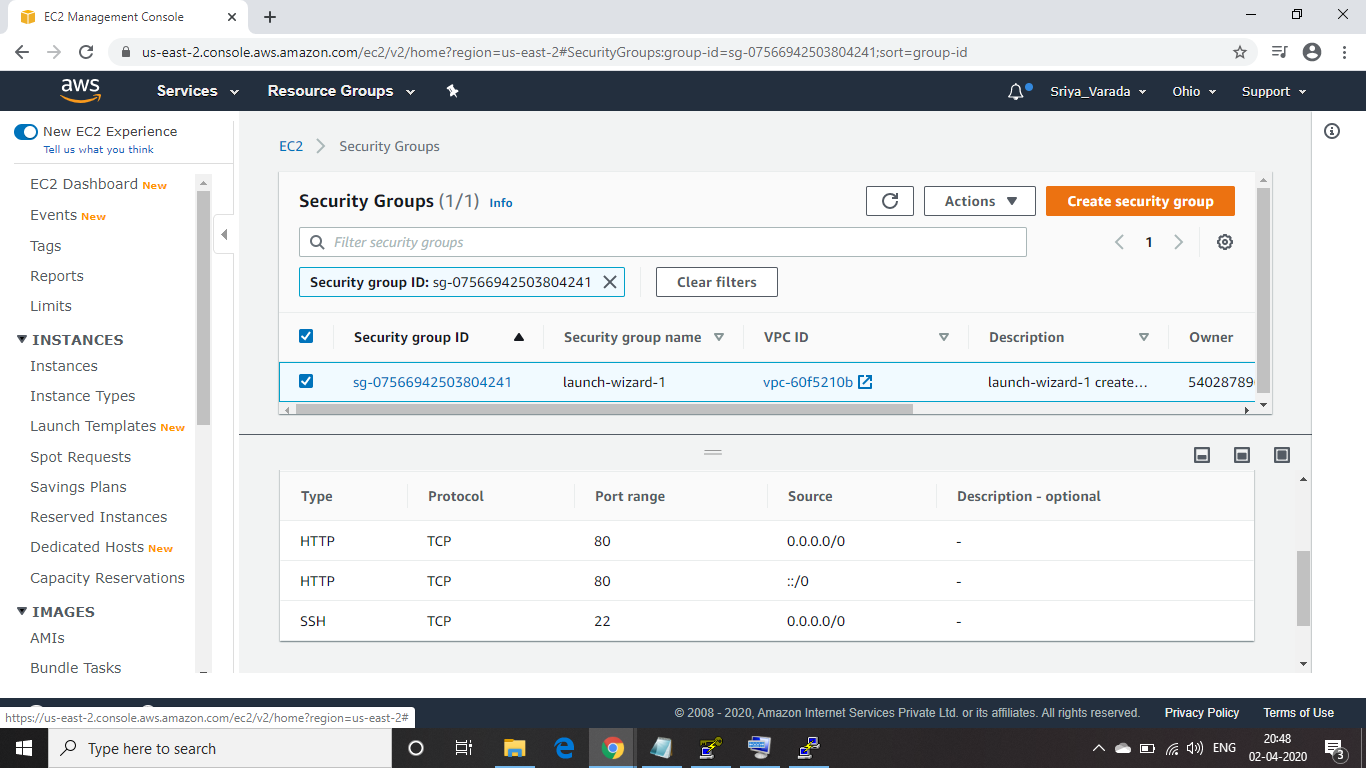 EC2 Management Console
us-east-2.console.aws.amazon.com/ec2/v2/home?region=us-east-2#SecurityGroups:group-id=sg-07566942503804241;sort=group-id
aws Services Resource Groups Sriya_Varada Ohio Support
New EC2 Experience
Tell us what you think
EC2 Dashboard New
Events New
Tags
Reports
Limits
INSTANCES
Instances
Instance Types
Launch Templates New
Spot Requests
Savings Plans
Reserved Instances
Dedicated Hosts New
Capacity Reservations
IMAGES
AMIs
Bundle Tasks
EC2 Security Groups
Security Groups (1/1) Info Actions Create security group
Filter security groups 1
Security group ID: sg-07566942503804241 Clear filters
Security group ID Security group name VPC ID Description Owner
sg-07566942503804241 launch-wizard-1 vpc-60f5210b launch-wizard-1 create... 54028789
Type Protocol Port range Source Description - optional
HTTP TCP 80 0.0.0.0/0 -
HTTP TCP 80 ::/0 -
SSH TCP 22 0.0.0.0/0 -
https://us-east-2.console.aws.amazon.com/ec2/v2/home?region=us-east-2#
© 2008 - 2020, Amazon Internet Services Private Ltd. or its affiliates. All rights reserved. Privacy Policy Terms of Use
Type here to search
ENG
20:48
02-04-2020
3